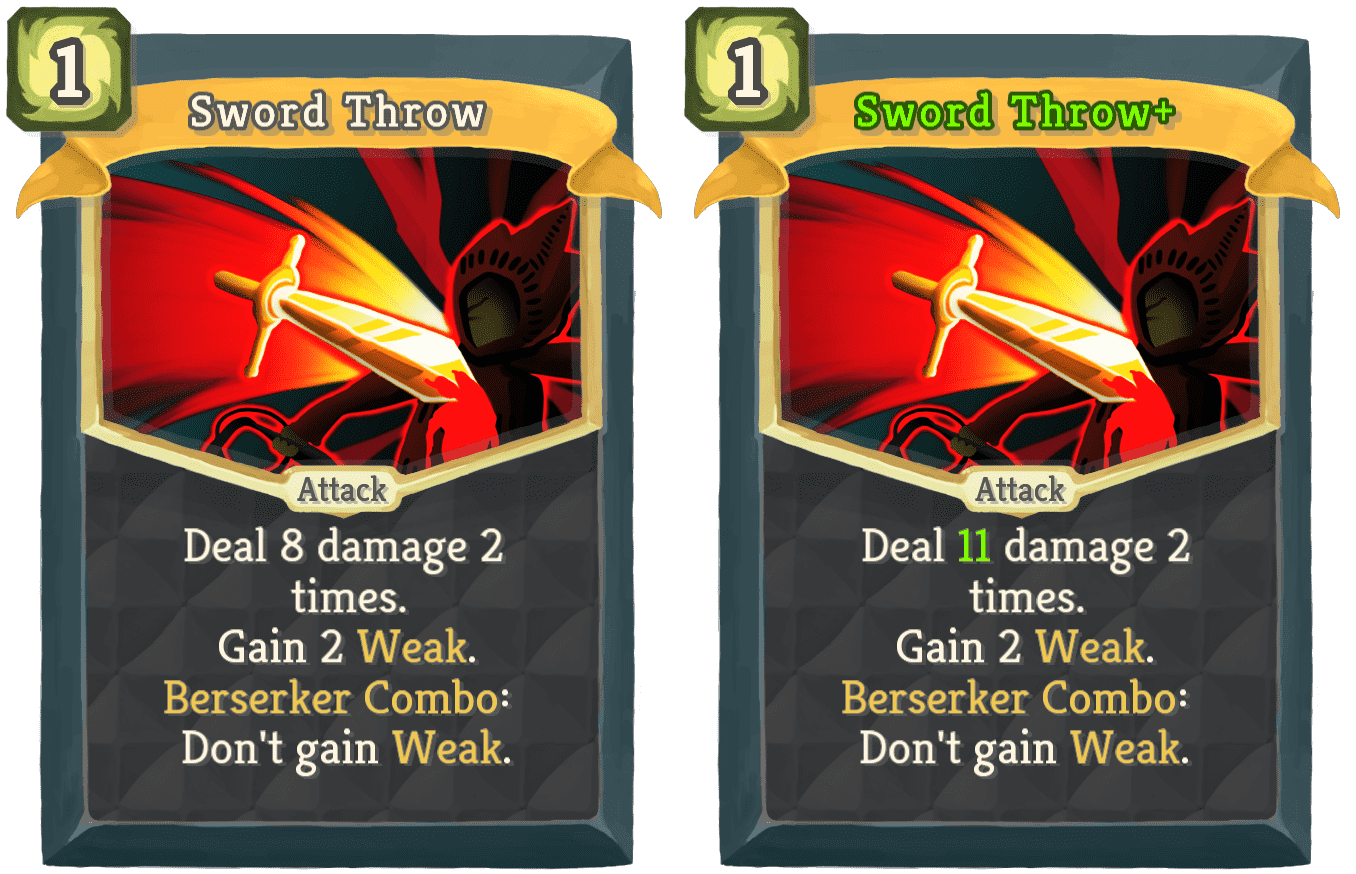 1
Sword Throw
Attack
Deal 8 damage 2
times.
Gain 2 Weak.
Berserker Combo:
Don't gain Weak.
1
Sword Throw+
Attack
Deal 11 damage 2
times.
Gain 2 Weak.
Berserker Combo:
Don't gain Weak.